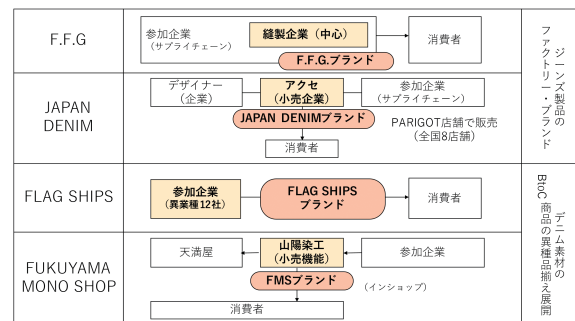 F.F.G
参加企業
(サプライチェーン)
縫製企業(中心)
F.F.G.ブランド
消費者
JAPAN
DENIM
デザイナー
(企業)
アクセ
(小売企業)
参加企業
(サプライチェーン)
JAPAN DENIMブランド
PARIGOT店舗で販売
(全国8店舗)
消費者
ジーンズ製品の
ファクトリー・ブランド
FLAG SHIPS
参加企業
(異業種12社)
FLAG SHIPS
ブランド
消費者
FUKUYAMA
MONO SHOP
天満屋
山陽染工
(小売機能)
参加企業
FMSブランド
(インショップ)
消費者
デニム素材の
BtoC商品の異種品揃え展開